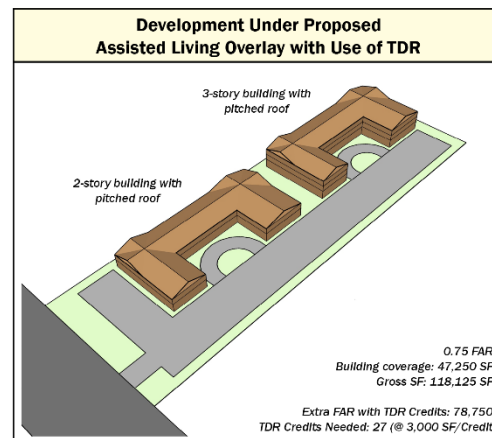 Development Under Proposed
Assisted Living Overlay with Use of TDR
3-story building with
pitched roof
2-story building with
pitched roof
0.75 FAR
Building coverage: 47,250 SF
Gross SF: 118,125 SF
Extra FAR with TDR Credits: 78,750
TDR Credits Needed: 27 (@ 3,000 SF/Credit